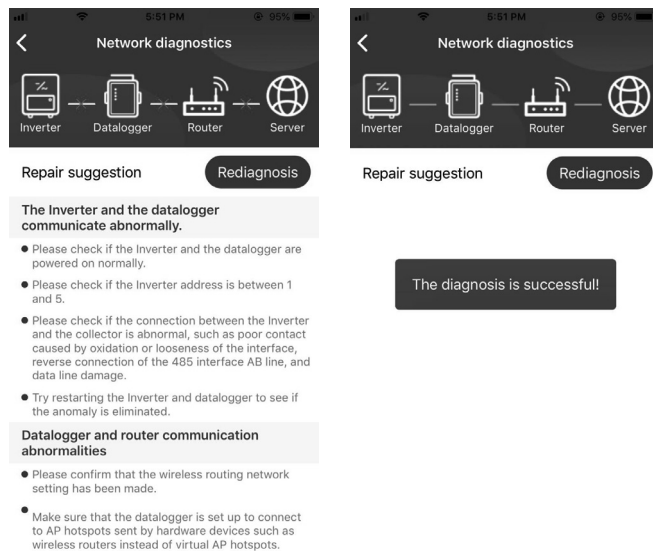 5:51 PM
95%
Network diagnostics
Inverter Datalogger Router Server
Repair suggestion Rediagnosis
The Inverter and the datalogger
communicate abnormally.
Please check if the Inverter and the datalogger are
powered on normally.
Please check if the Inverter address is between 1
and 5.
Please check if the connection between the Inverter
and the collector is abnormal, such as poor contact
caused by oxidation or looseness of the interface,
reverse connection of the 485 interface AB line, and
data line damage.
Try restarting the Inverter and datalogger to see if
the anomaly is eliminated.
Datalogger and router communication
abnormalities
Please confirm that the wireless routing network
setting has been made.
Make sure that the datalogger is set up to connect
to AP hotspots sent by hardware devices such as
wireless routers instead of virtual AP hotspots.
5:51 PM
95%
Network diagnostics
Inverter Datalogger Router Server
Repair suggestion Rediagnosis
The diagnosis is successful!